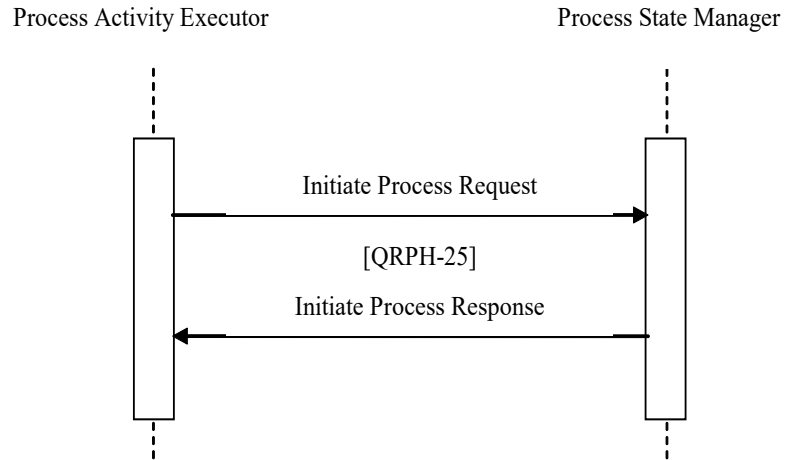 Process Activity Executor
Process State Manager
Initiate Process Request
[QRPH-25]
Initiate Process Response